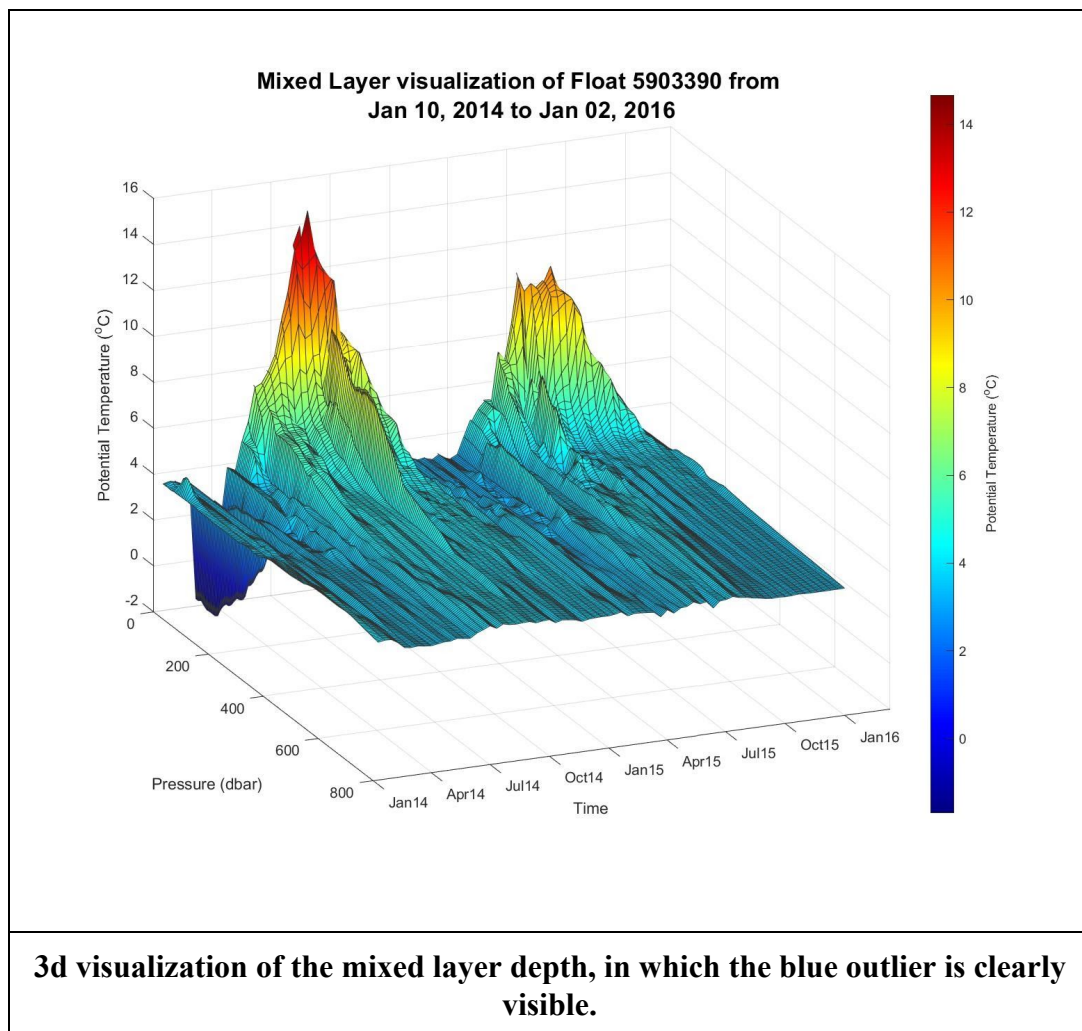 Mixed Layer visualization of Float 5903390 from
Jan 10, 2014 to Jan 02, 2016
16
14
12
10
8
6
4
2
0
-2
Potential Temperature (°C)
0
200
400
600
800
Pressure (dbar)
Jan14
Apr14
Jul14
Oct14
Jan15
Apr15
Jul15
Oct15
Jan16
Time
14
12
10
8
6
4
2
0
Potential Temperature (°C)
3d visualization of the mixed layer depth, in which the blue outlier is clearly
visible.